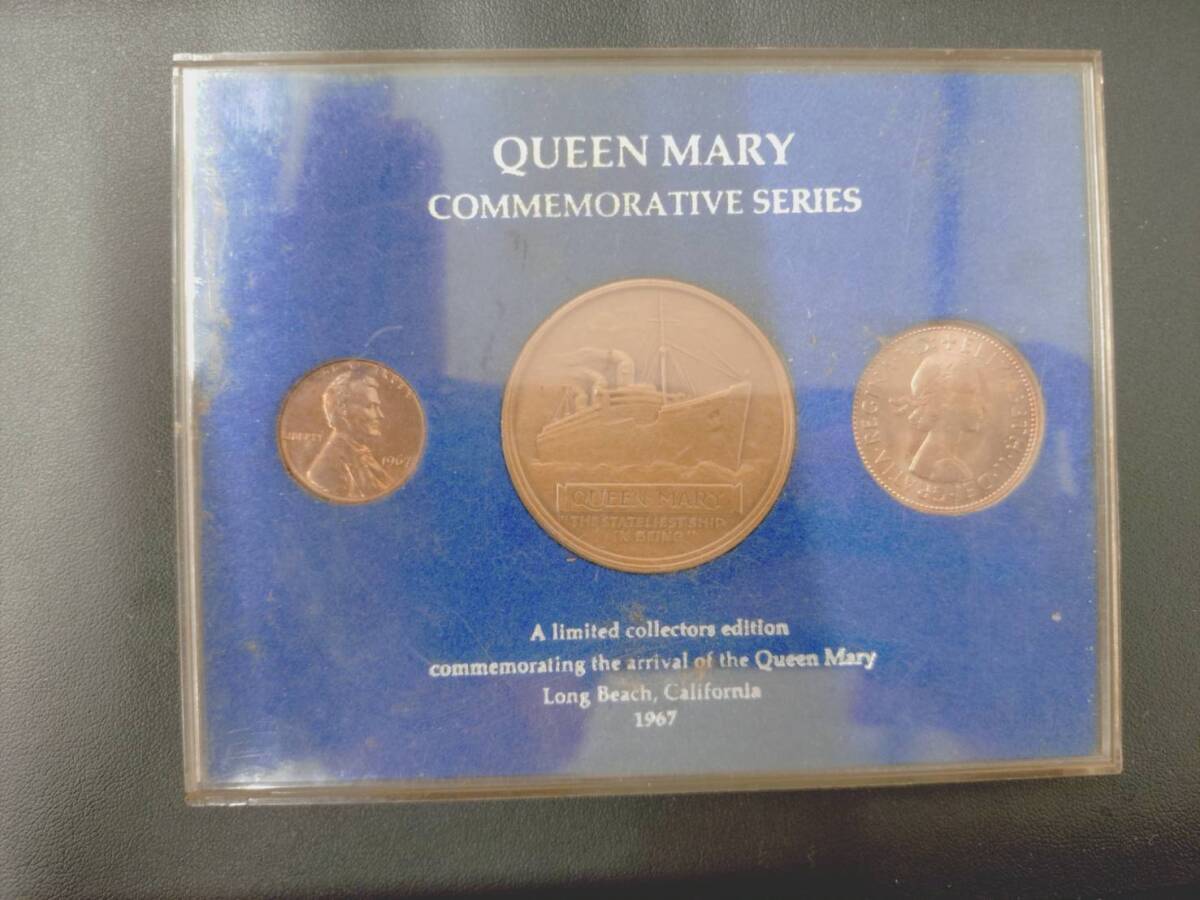 QUEEN MARY
COMMEMORATIVE SERIES
LIBERTY
1967
QUEEN MARY
"THE STATELIEST SHIP
IN BEING"
A limited collectors edition
commemorating the arrival of the Queen Mary
Long Beach, California
1967